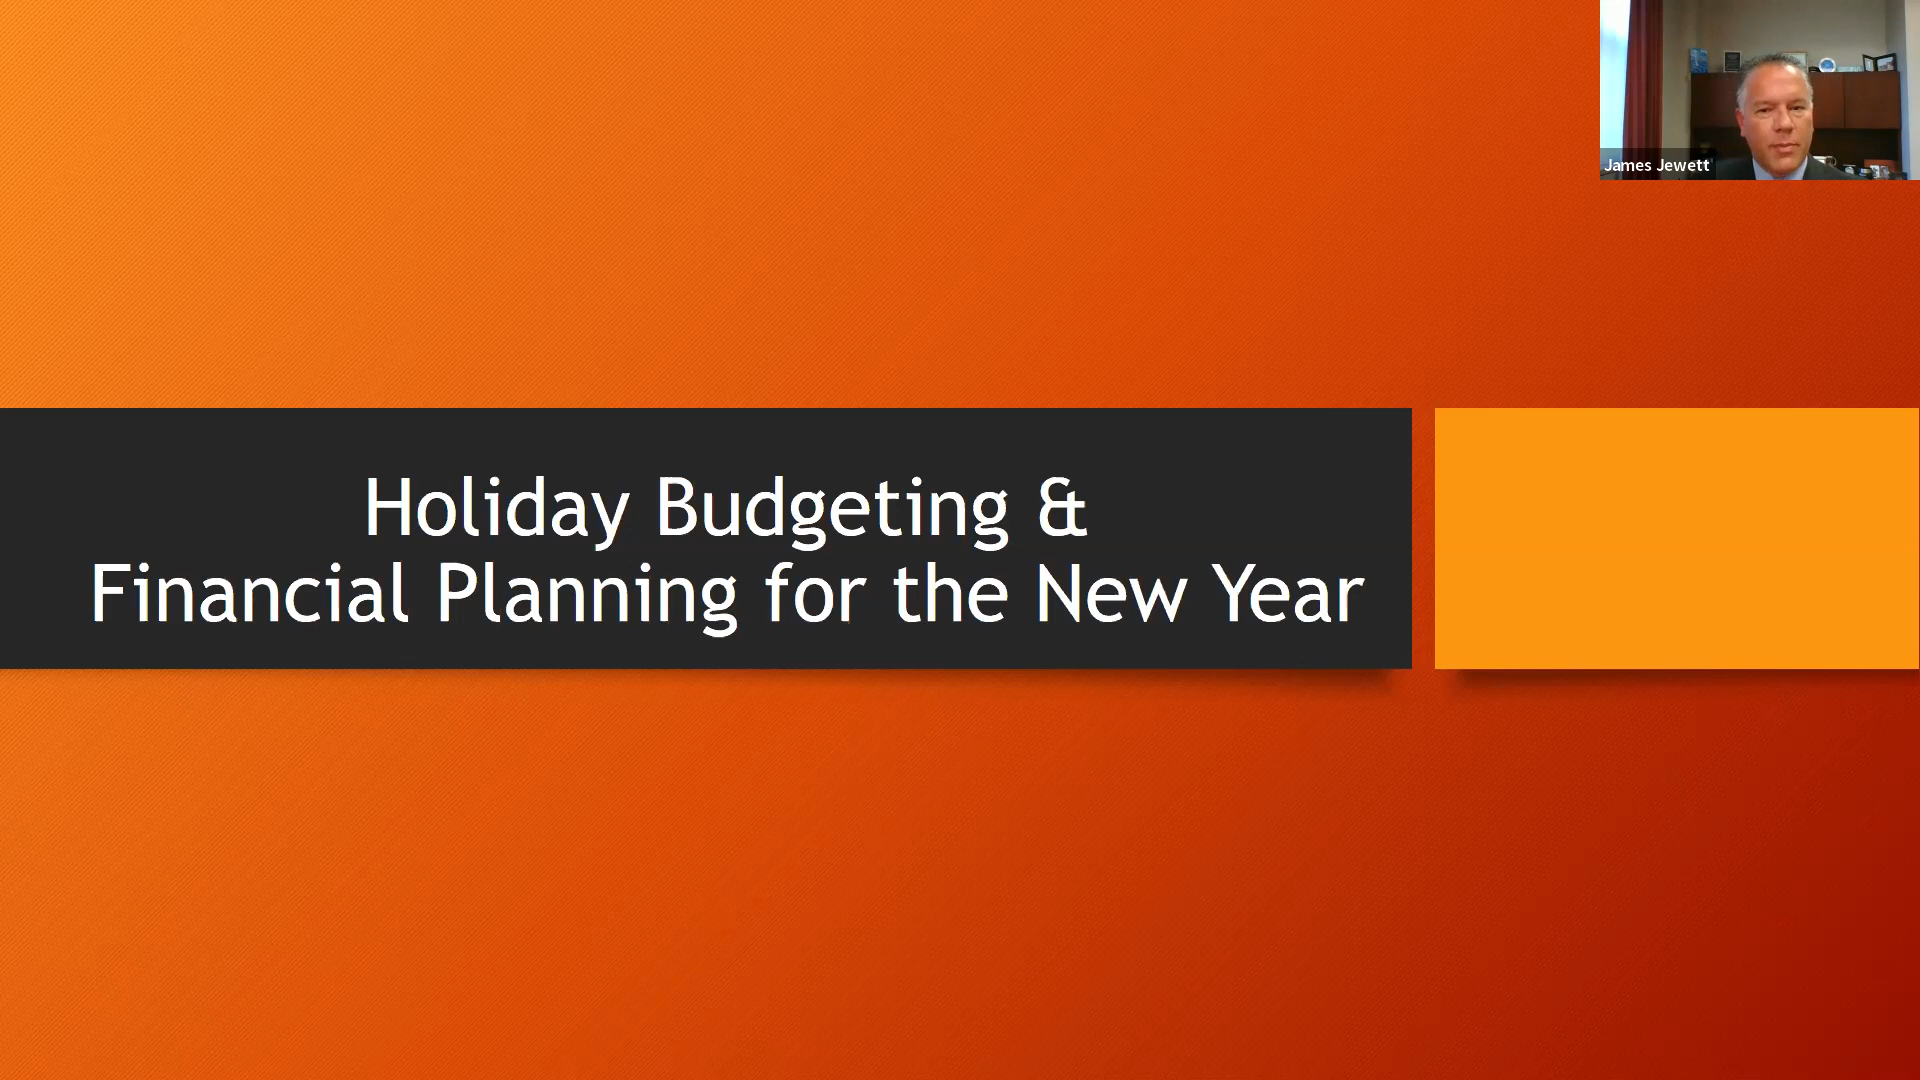 James Jewett
Holiday Budgeting &
Financial Planning for the New Year